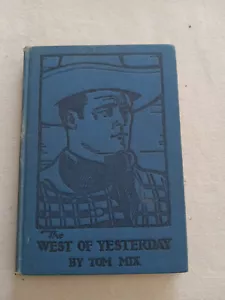 The
WEST OF YESTERDAY
BY TOM MIX